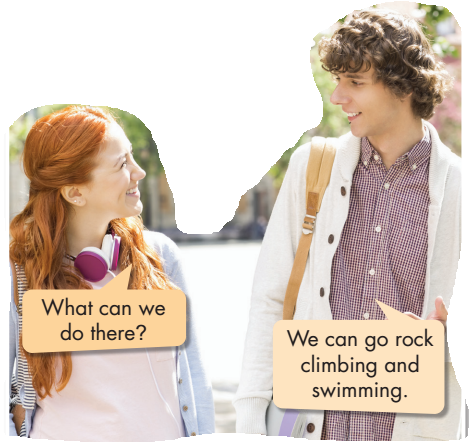 What can we
do there?
We can go rock
climbing and
swimming.